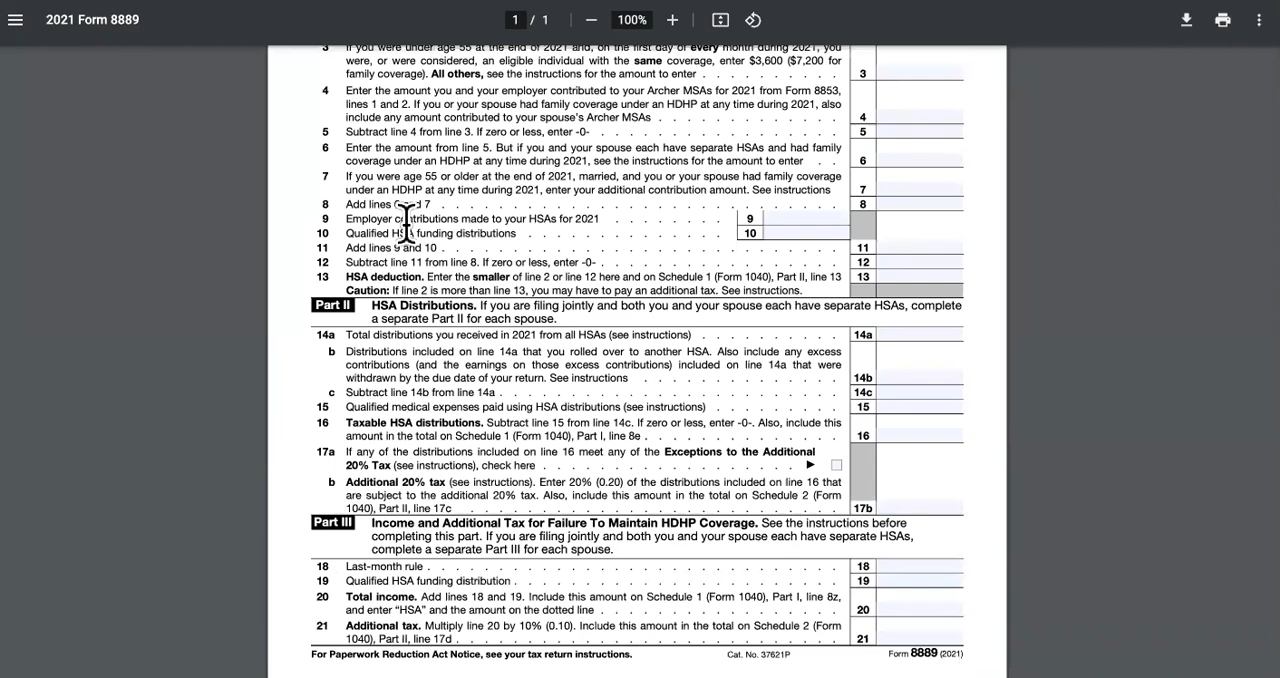 2021 Form 8889
1 / 1
100%
3 If you were under age 55 at the end of 2021 and, on the first day of every month during 2021, you
were, or were considered, an eligible individual with the same coverage, enter $3,600 ($7,200 for
family coverage). All others, see the instructions for the amount to enter . . . . . . . . . . 3
4 Enter the amount you and your employer contributed to your Archer MSAs for 2021 from Form 8853,
lines 1 and 2. If you or your spouse had family coverage under an HDHP at any time during 2021, also
include any amount contributed to your spouse's Archer MSAs . . . . . . . . . . . . . 4
5 Subtract line 4 from line 3. If zero or less, enter -0- . . . . . . . . . . . . . . . . . 5
6 Enter the amount from line 5. But if you and your spouse each have separate HSAs and had family
coverage under an HDHP at any time during 2021, see the instructions for the amount to enter . . 6
7 If you were age 55 or older at the end of 2021, married, and you or your spouse had family coverage
under an HDHP at any time during 2021, enter your additional contribution amount. See instructions 7
8 Add lines 7 . . . . . . . . . . . . . . . . . . . . . . . . . . . 8
9 Employer contributions made to your HSAs for 2021 . . . . . . . . 9
10 Qualified HSA funding distributions . . . . . . . . . . . . . 10
11 Add lines 9 and 10 . . . . . . . . . . . . . . . . . . . . . . . . . . . 11
12 Subtract line 11 from line 8. If zero or less, enter -0- . . . . . . . . . . . . . . . . . 12
13 HSA deduction. Enter the smaller of line 2 or line 12 here and on Schedule 1 (Form 1040), Part II, line 13 13
Caution: If line 2 is more than line 13, you may have to pay an additional tax. See instructions.
Part II HSA Distributions. If you are filing jointly and both you and your spouse each have separate HSAs, complete
a separate Part II for each spouse.
14a Total distributions you received in 2021 from all HSAs (see instructions) . . . . . . . . . . 14a
b Distributions included on line 14a that you rolled over to another HSA. Also include any excess
contributions (and the earnings on those excess contributions) included on line 14a that were
withdrawn by the due date of your return. See instructions . . . . . . . . . . . . . . 14b
c Subtract line 14b from line 14a . . . . . . . . . . . . . . . . . . . . . . . . 14c
15 Qualified medical expenses paid using HSA distributions (see instructions) . . . . . . . . . 15
16 Taxable HSA distributions. Subtract line 15 from line 14c. If zero or less, enter -0-. Also, include this
amount in the total on Schedule 1 (Form 1040), Part I, line 8e . . . . . . . . . . . . . . 16
17a If any of the distributions included on line 16 meet any of the Exceptions to the Additional
20% Tax (see instructions), check here . . . . . . . . . . . . . . . . . ▶
b Additional 20% tax (see instructions). Enter 20% (0.20) of the distributions included on line 16 that
are subject to the additional 20% tax. Also, include this amount in the total on Schedule 2 (Form
1040), Part II, line 17c . . . . . . . . . . . . . . . . . . . . . . . . . . 17b
Part III Income and Additional Tax for Failure To Maintain HDHP Coverage. See the instructions before
completing this part. If you are filing jointly and both you and your spouse each have separate HSAs,
complete a separate Part III for each spouse.
18 Last-month rule . . . . . . . . . . . . . . . . . . . . . . . . . . . . 18
19 Qualified HSA funding distribution . . . . . . . . . . . . . . . . . . . . . . . 19
20 Total income. Add lines 18 and 19. Include this amount on Schedule 1 (Form 1040), Part I, line 8z,
and enter “HSA” and the amount on the dotted line . . . . . . . . . . . . . . . . . 20
21 Additional tax. Multiply line 20 by 10% (0.10). Include this amount in the total on Schedule 2 (Form
1040), Part II, line 17d . . . . . . . . . . . . . . . . . . . . . . . . . . 21
For Paperwork Reduction Act Notice, see your tax return instructions. Cat. No. 37621P Form 8889 (2021)